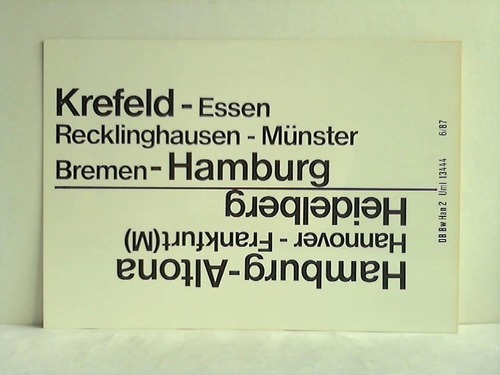 Krefeld - Essen
Recklinghausen - Münster
Bremen - Hamburg
Hamburg-Altona
Hannover - Frankfurt(M)
Heidelberg
DB Bw Han 2 Uml 13444 6/87